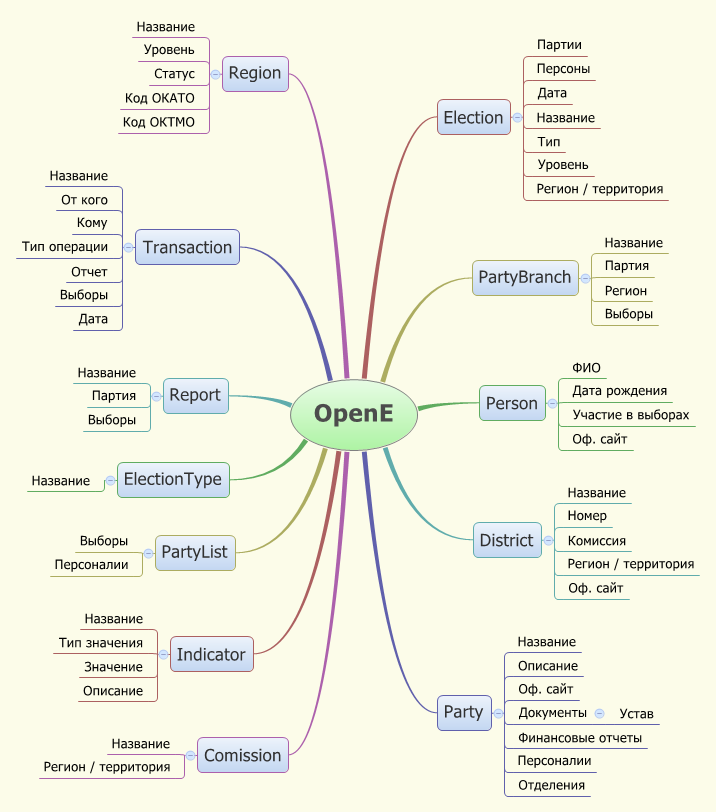 OpenE
Region
Название
Уровень
Статус
Код ОКАТО
Код ОКТМО
Transaction
Название
От кого
Кому
Тип операции
Отчет
Выборы
Дата
Report
Название
Партия
Выборы
ElectionType
Название
PartyList
Выборы
Персоналии
Indicator
Название
Тип значения
Значение
Описание
Comission
Название
Регион / территория
Election
Партии
Персоны
Дата
Название
Тип
Уровень
Регион / территория
PartyBranch
Название
Партия
Регион
Выборы
Person
ФИО
Дата рождения
Участие в выборах
Оф. сайт
District
Название
Номер
Комиссия
Регион / территория
Оф. сайт
Party
Название
Описание
Оф. сайт
Документы
Устав
Финансовые отчеты
Персоналии
Отделения